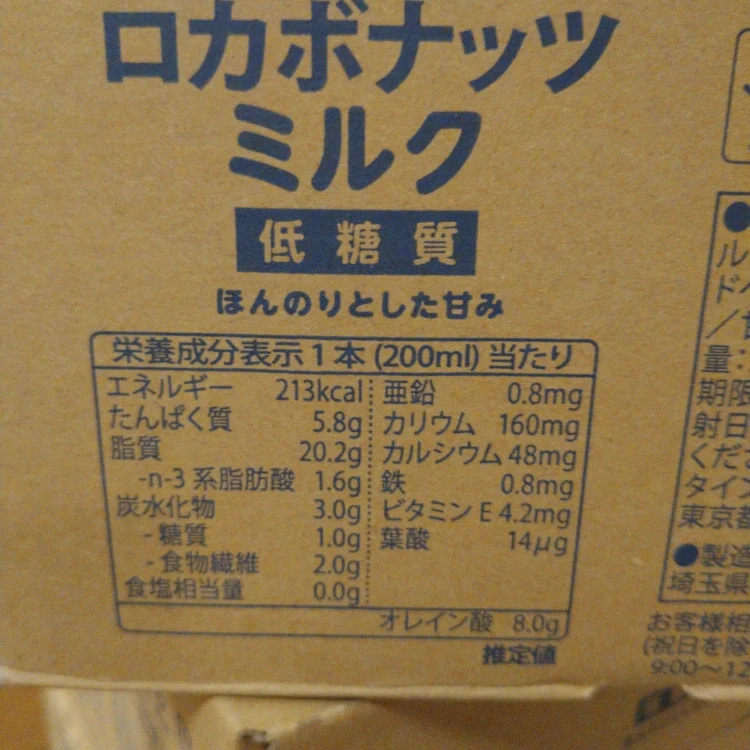 ロカボナッツ
ミルク
低糖質
ほんのりとした甘み
栄養成分表示1本(200ml)当たり
エネルギー 213kcal
たんぱく質 5.8g
脂質 20.2g
-n-3系脂肪酸 1.6g
炭水化物 3.0g
-糖質 1.0g
-食物繊維 2.0g
食塩相当量 0.0g
亜鉛 0.8mg
カリウム 160mg
カルシウム 48mg
鉄 0.8mg
ビタミンE 4.2mg
葉酸 14μg
オレイン酸 8.0g
推定値
●
ル
ド
／
量：
期限
射日
くださ
タイ
東京都
●製造
埼玉県
お客様相
(祝日を除
9:00～12